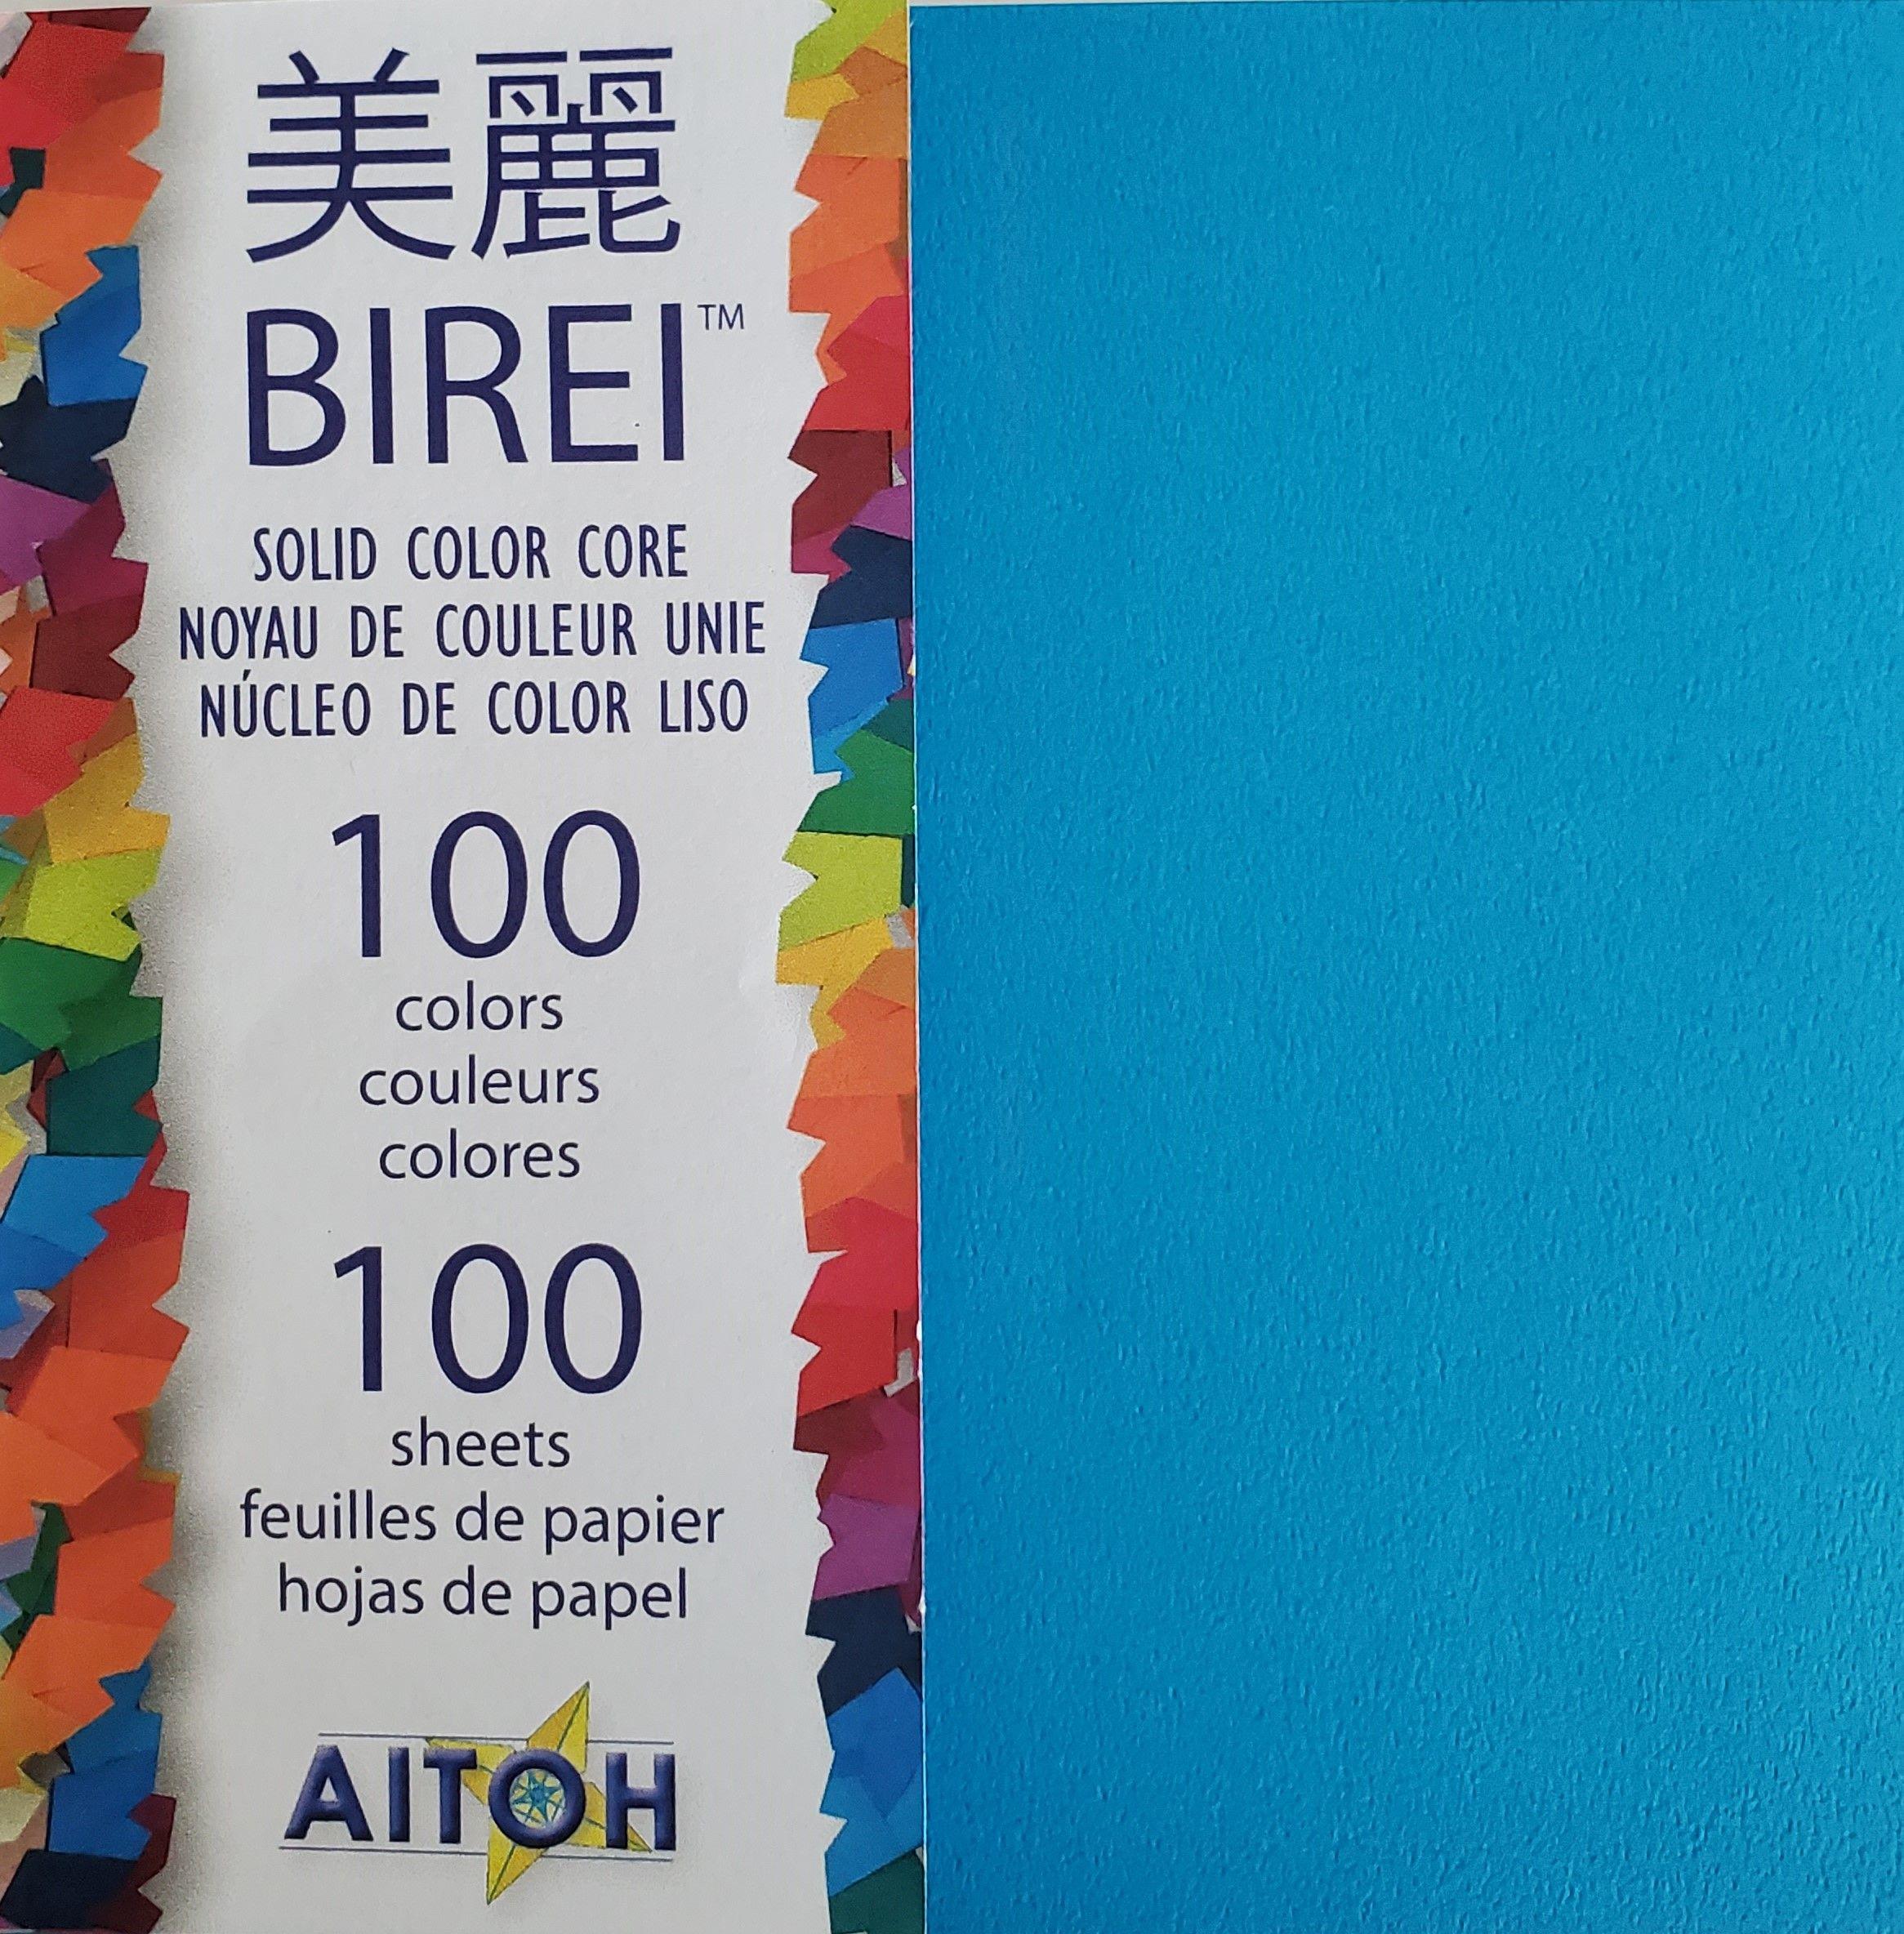 美麗
BIREI™
SOLID COLOR CORE
NOYAU DE COULEUR UNIE
NÚCLEO DE COLOR LISO
100
colors
couleurs
colores
100
sheets
feuilles de papier
hojas de papel
AITOH